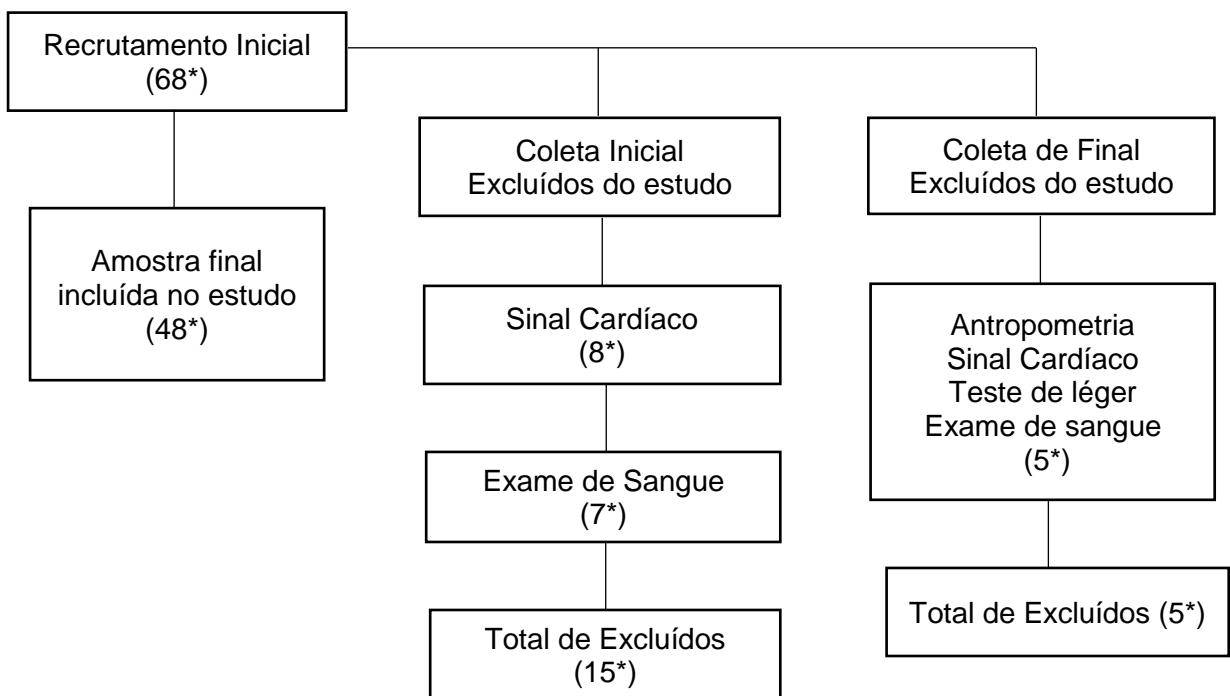 Recrutamento Inicial
(68*)
Amostra final
incluída no estudo
(48*)
Coleta Inicial
Excluídos do estudo
Sinal Cardíaco
(8*)
Exame de Sangue
(7*)
Total de Excluídos
(15*)
Coleta de Final
Excluídos do estudo
Antropometria
Sinal Cardíaco
Teste de léger
Exame de sangue
(5*)
Total de Excluídos (5*)